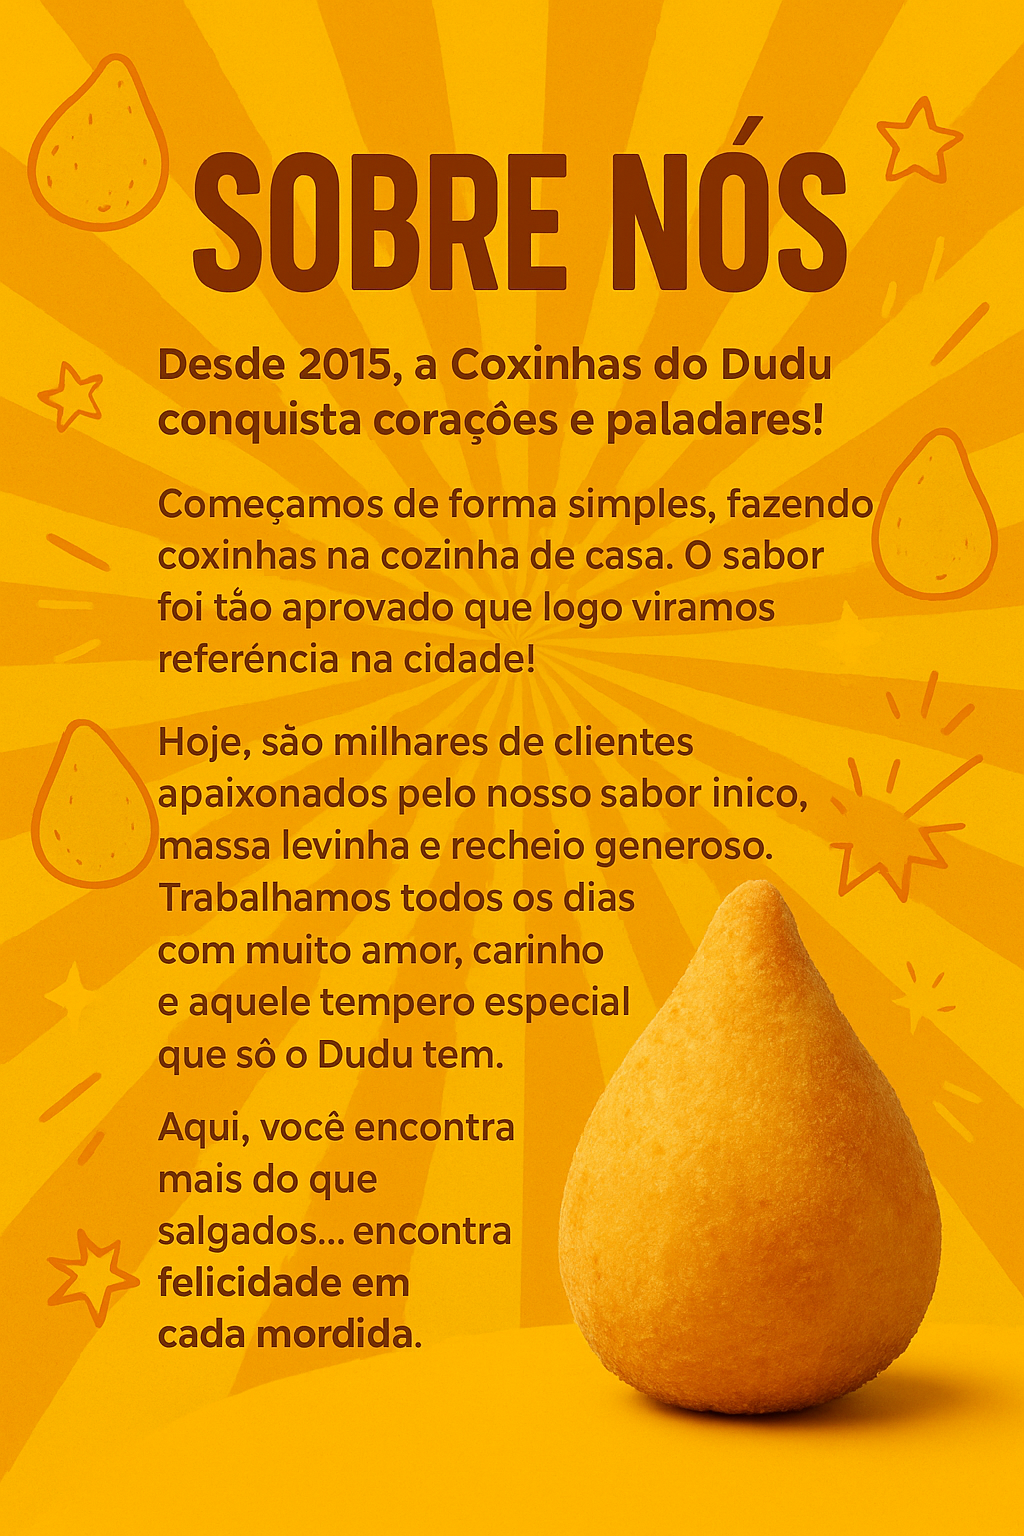 SOBRE NÓS
Desde 2015, a Coxinhas do Dudu
conquista coraçôes e paladares!
Começamos de forma simples, fazendo
coxinhas na cozinha de casa. O sabor
foi tåo aprovado que logo viramos
referéncia na cidade!
Hoje, são milhares de clientes
apaixonados pelo nosso sabor inico,
massa levinha e recheio generoso.
Trabalhamos todos os dias
com muito amor, carinho
e aquele tempero especial
que sô o Dudu tem.
Aqui, você encontra
mais do que
salgados... encontra
felicidade em
cada mordida.